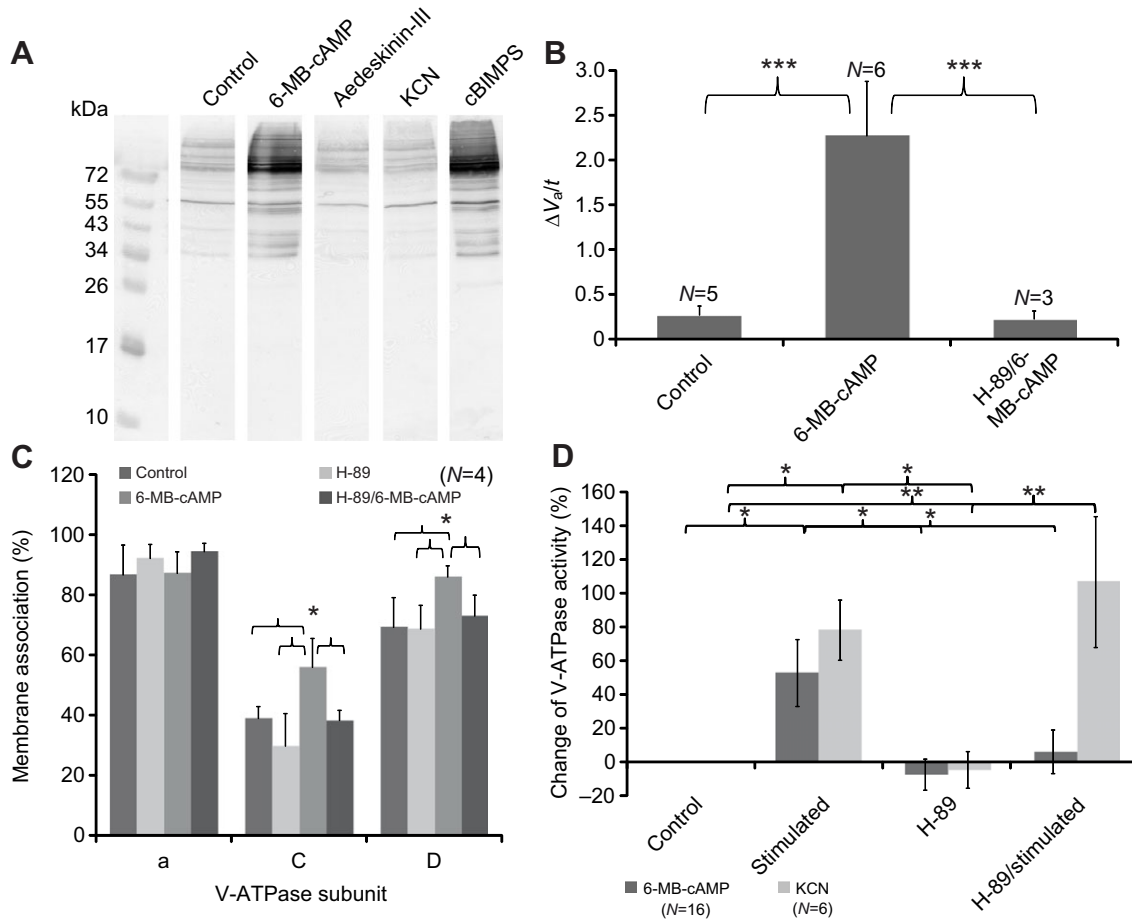 A
Control
6-MB-cAMP
Aedeskinin-III
KCN
cBIMPS
kDa
72
55
43
34
26
17
10
B
*** ***
3.0
2.5
2.0
1.5
1.0
0.5
0
ΔVa/t
N=5
N=6
N=3
Control
6-MB-cAMP
H-89/6-
MB-cAMP
C
Control
H-89
(N=4)
6-MB-cAMP
H-89/6-MB-cAMP
120
100
80
60
40
20
0
Membrane association (%)
*
*
a C D
V-ATPase subunit
D
* *
** **
* * *
160
140
120
100
80
60
40
20
0
–20
Change of V-ATPase activity (%)
Control
Stimulated
H-89
H-89/stimulated
6-MB-cAMP
(N=16)
KCN
(N=6)